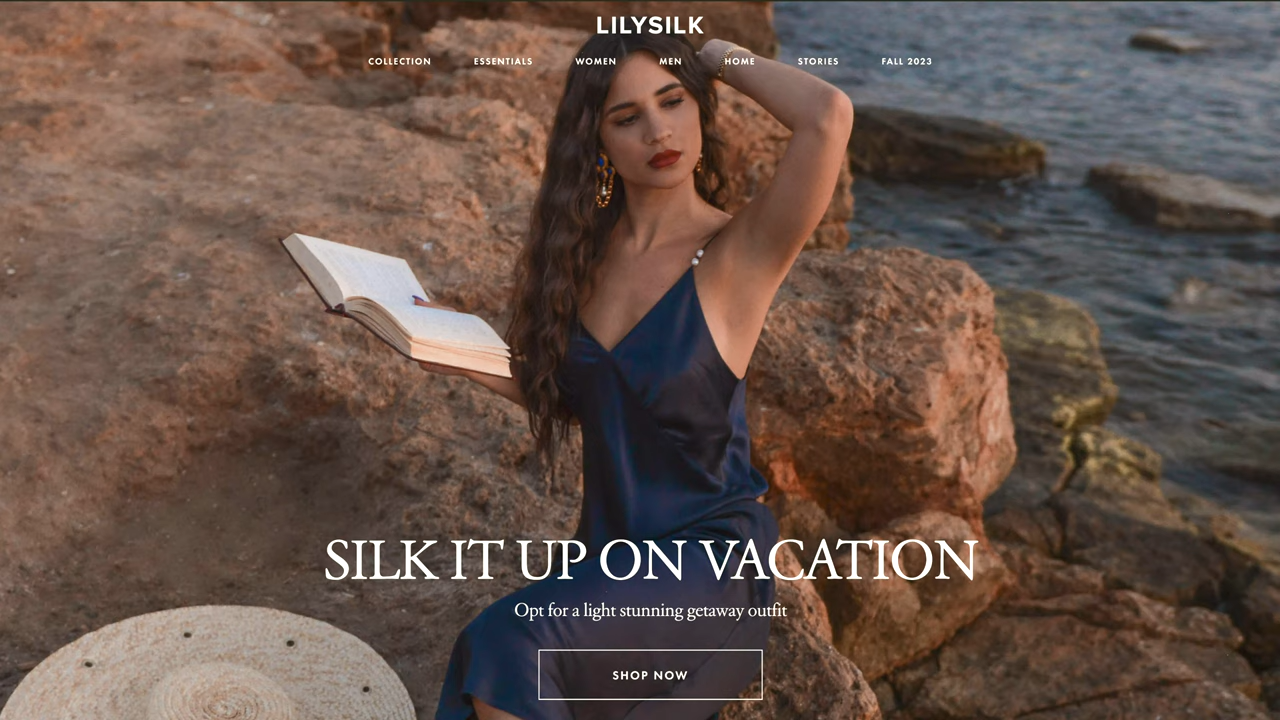 LILYSILK
COLLECTION ESSENTIALS WOMEN MEN HOME STORIES FALL 2023
SILK IT UP ON VACATION
Opt for a light stunning getaway outfit
SHOP NOW